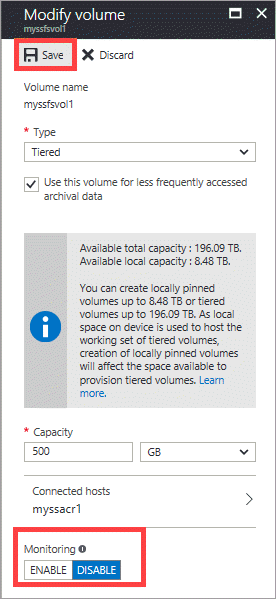 Modify volume
myssfsvol1
Save
Discard
Volume name
myssfsvol1
* Type
Tiered
Use this volume for less frequently accessed
archival data
Available total capacity : 196.09 TB.
Available local capacity : 8.48 TB.
You can create locally pinned
volumes up to 8.48 TB or tiered
volumes up to 196.09 TB. As local
space on device is used to host the
working set of tiered volumes,
creation of locally pinned volumes
will affect the space available to
provision tiered volumes. Learn
more.
* Capacity
500
GB
Connected hosts
myssacr1
Monitoring
ENABLE
DISABLE